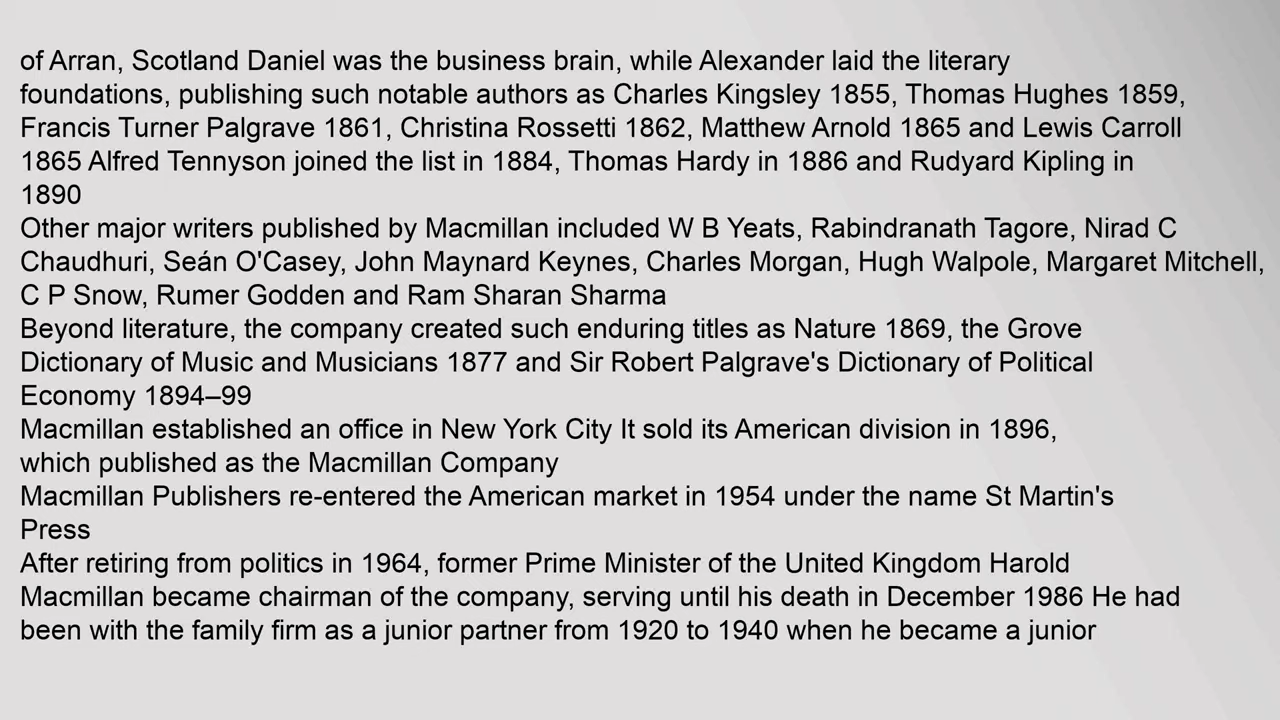 of Arran, Scotland Daniel was the business brain, while Alexander laid the literary
foundations, publishing such notable authors as Charles Kingsley 1855, Thomas Hughes 1859,
Francis Turner Palgrave 1861, Christina Rossetti 1862, Matthew Arnold 1865 and Lewis Carroll
1865 Alfred Tennyson joined the list in 1884, Thomas Hardy in 1886 and Rudyard Kipling in
1890
Other major writers published by Macmillan included W B Yeats, Rabindranath Tagore, Nirad C
Chaudhuri, Seán O'Casey, John Maynard Keynes, Charles Morgan, Hugh Walpole, Margaret Mitchell,
C P Snow, Rumer Godden and Ram Sharan Sharma
Beyond literature, the company created such enduring titles as Nature 1869, the Grove
Dictionary of Music and Musicians 1877 and Sir Robert Palgrave's Dictionary of Political
Economy 1894–99
Macmillan established an office in New York City It sold its American division in 1896,
which published as the Macmillan Company
Macmillan Publishers re-entered the American market in 1954 under the name St Martin's
Press
After retiring from politics in 1964, former Prime Minister of the United Kingdom Harold
Macmillan became chairman of the company, serving until his death in December 1986 He had
been with the family firm as a junior partner from 1920 to 1940 when he became a junior